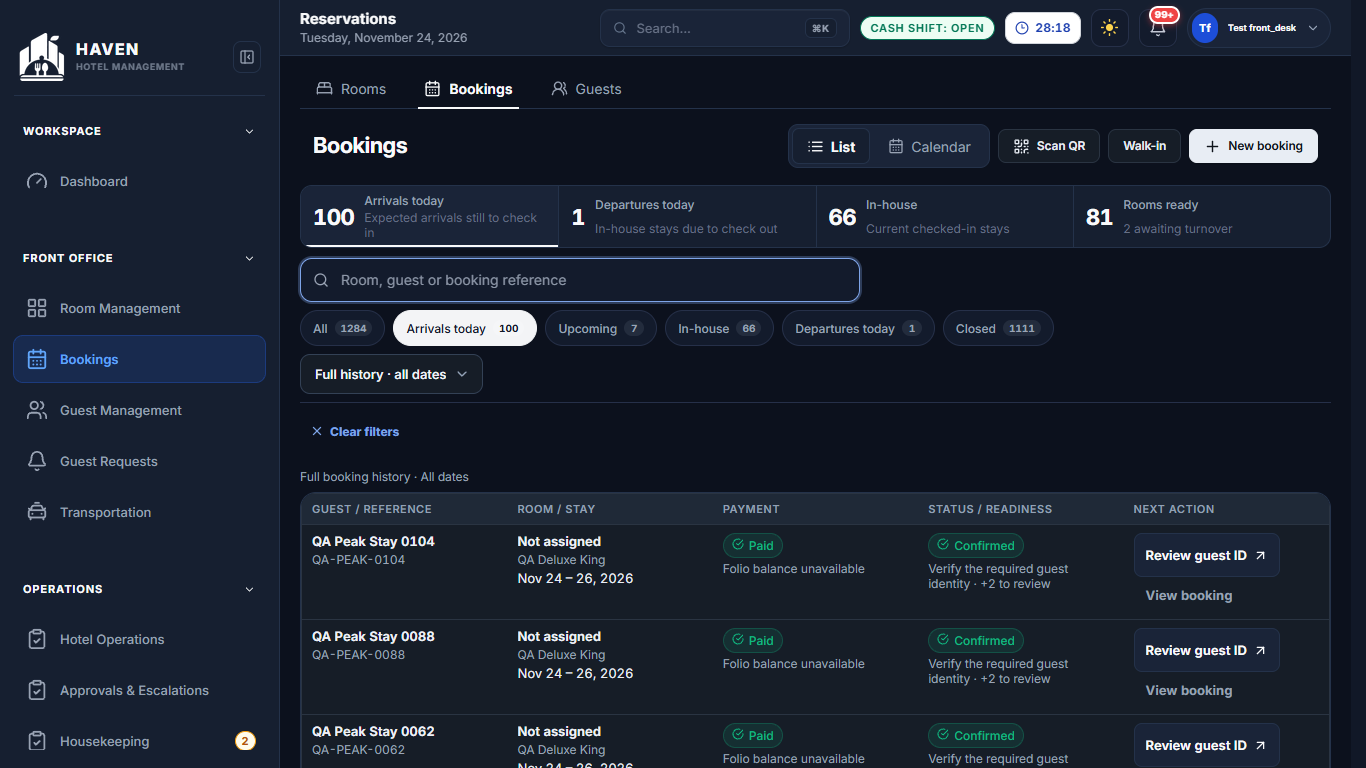 HAVEN
HOTEL MANAGEMENT
WORKSPACE
Dashboard
FRONT OFFICE
Room Management
Bookings
Guest Management
Guest Requests
Transportation
OPERATIONS
Hotel Operations
Approvals & Escalations
Housekeeping 2
Reservations
Tuesday, November 24, 2026
Search... ⌘K
CASH SHIFT: OPEN
28:18
99+
Tf Test front_desk
Rooms Bookings Guests
Bookings
List Calendar Scan QR Walk-in + New booking
100 Arrivals today
Expected arrivals still to check
in
1 Departures today
In-house stays due to check out
66 In-house
Current checked-in stays
81 Rooms ready
2 awaiting turnover
Room, guest or booking reference
All 1284 Arrivals today 100 Upcoming 7 In-house 66 Departures today 1 Closed 1111
Full history · all dates
Clear filters
Full booking history · All dates
GUEST / REFERENCE ROOM / STAY PAYMENT STATUS / READINESS NEXT ACTION
QA Peak Stay 0104
QA-PEAK-0104
Not assigned
QA Deluxe King
Nov 24 – 26, 2026
Paid
Folio balance unavailable
Confirmed
Verify the required guest
identity · +2 to review
Review guest ID
View booking
QA Peak Stay 0088
QA-PEAK-0088
Not assigned
QA Deluxe King
Nov 24 – 26, 2026
Paid
Folio balance unavailable
Confirmed
Verify the required guest
identity · +2 to review
Review guest ID
View booking
QA Peak Stay 0062
QA-PEAK-0062
Not assigned
QA Deluxe King
Nov 24 – 26, 2026
Paid
Folio balance unavailable
Confirmed
Verify the required guest
Review guest ID